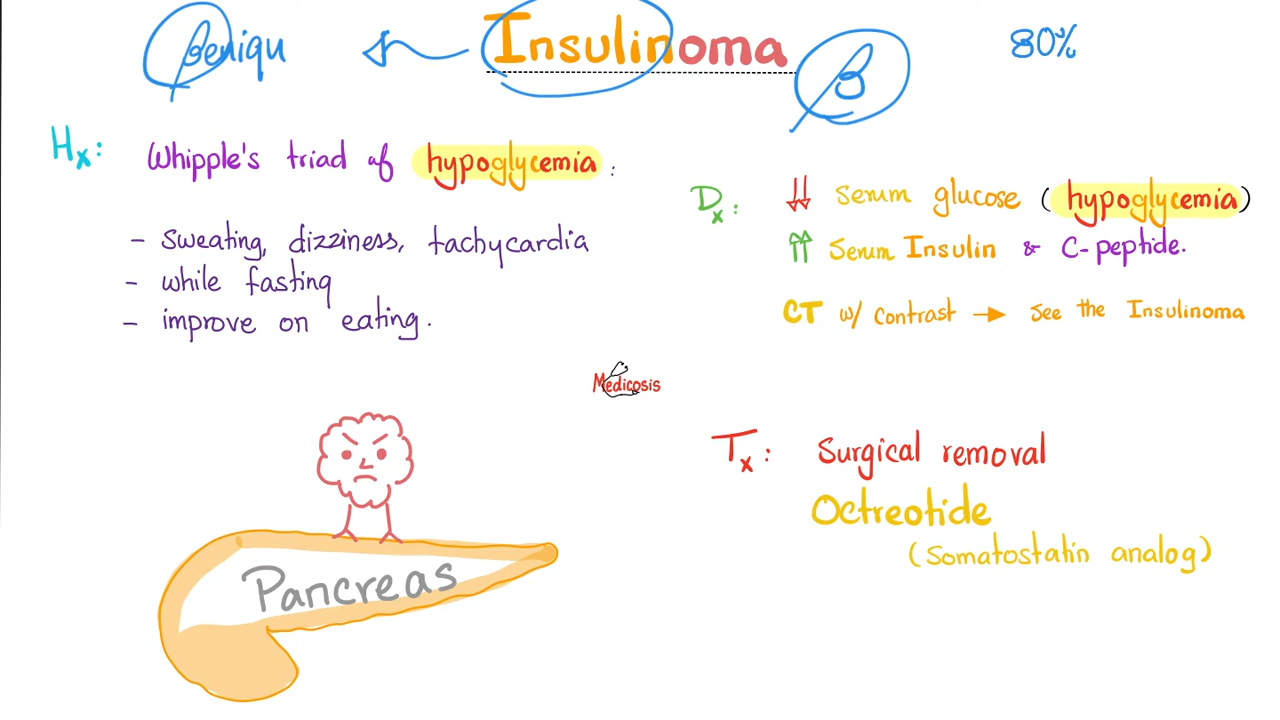 Benign Insulinoma β 80%
Hx: Whipple's triad of hypoglycemia :
- Sweating, dizziness, tachycardia
- while fasting
- improve on eating.
Dx: ↓↓ Serum glucose (hypoglycemia)
↑↑ Serum Insulin & C-peptide.
CT w/ contrast → See the Insulinoma
Medicosis
Tx: Surgical removal
Octreotide
(Somatostatin analog)
Pancreas